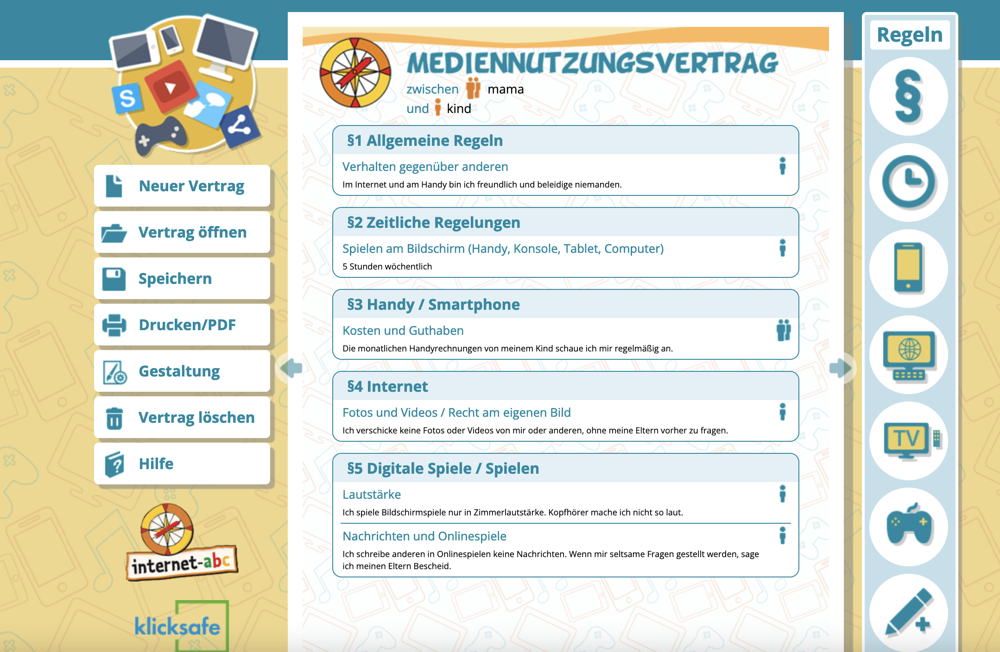 Neuer Vertrag
Vertrag öffnen
Speichern
Drucken/PDF
Gestaltung
Vertrag löschen
Hilfe
internet-abc
klicksafe
MEDIENNUTZUNGSVERTRAG
zwischen mama
und kind
§1 Allgemeine Regeln
Verhalten gegenüber anderen
Im Internet und am Handy bin ich freundlich und beleidige niemanden.
§2 Zeitliche Regelungen
Spielen am Bildschirm (Handy, Konsole, Tablet, Computer)
5 Stunden wöchentlich
§3 Handy / Smartphone
Kosten und Guthaben
Die monatlichen Handyrechnungen von meinem Kind schaue ich mir regelmäßig an.
§4 Internet
Fotos und Videos / Recht am eigenen Bild
Ich verschicke keine Fotos oder Videos von mir oder anderen, ohne meine Eltern vorher zu fragen.
§5 Digitale Spiele / Spielen
Lautstärke
Ich spiele Bildschirmspiele nur in Zimmerlautstärke. Kopfhörer mache ich nicht so laut.
Nachrichten und Onlinespiele
Ich schreibe anderen in Onlinespielen keine Nachrichten. Wenn mir seltsame Fragen gestellt werden, sage
ich meinen Eltern Bescheid.
Regeln
§
TV